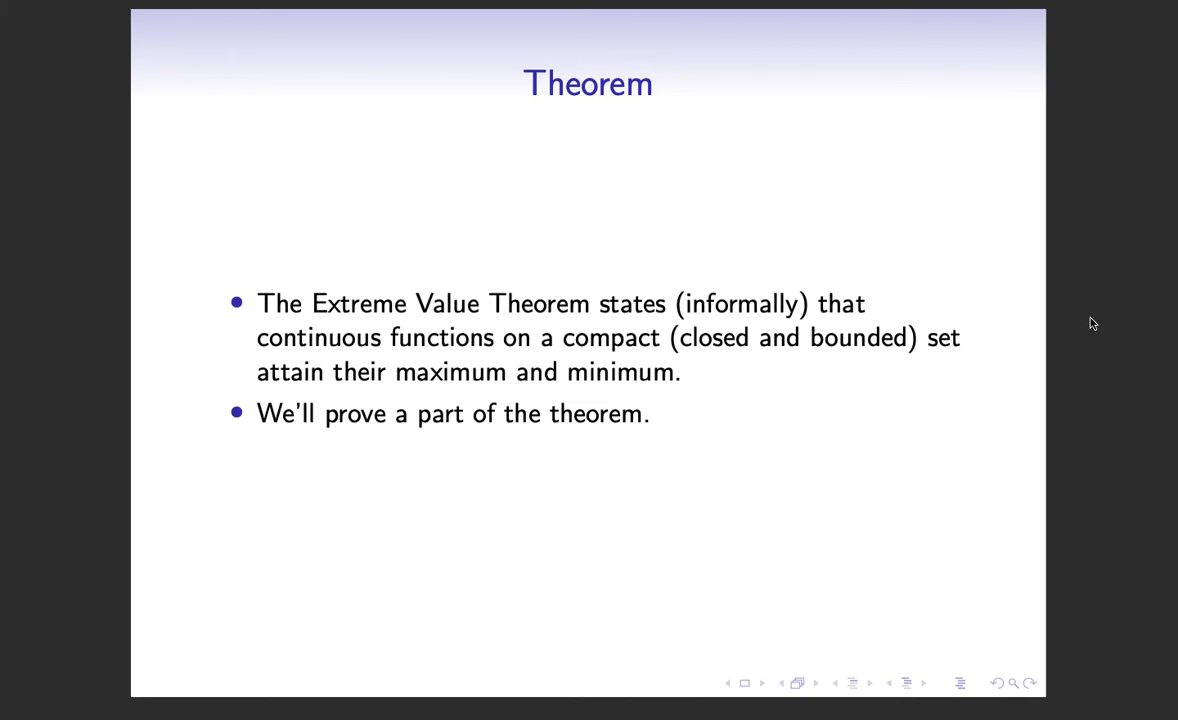 Theorem
• The Extreme Value Theorem states (informally) that
continuous functions on a compact (closed and bounded) set
attain their maximum and minimum.
• We'll prove a part of the theorem.